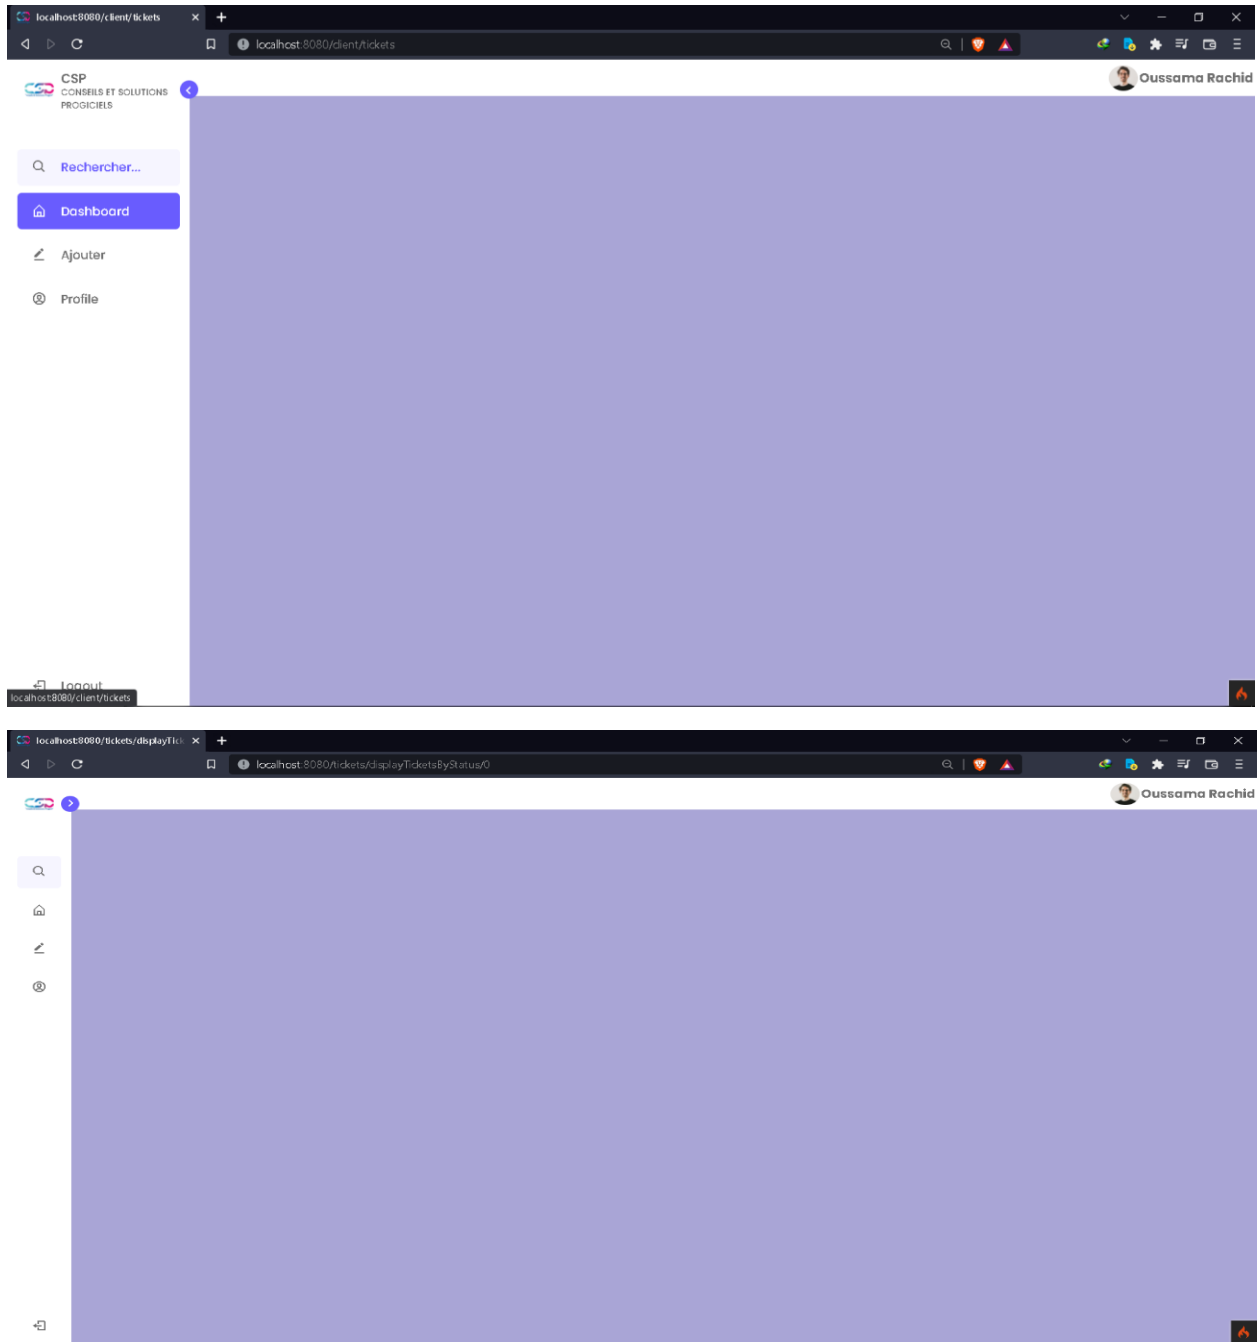 localhost:8080/client/tickets
localhost:8080/client/tickets
CSP
CONSEILS ET SOLUTIONS
PROGICIELS
Oussama Rachid
Rechercher...
Dashboard
Ajouter
Profile
Logout
localhost:8080/client/tickets
localhost:8080/tickets/displayTick
localhost:8080/tickets/displayTicketsByStatus/0
Oussama Rachid